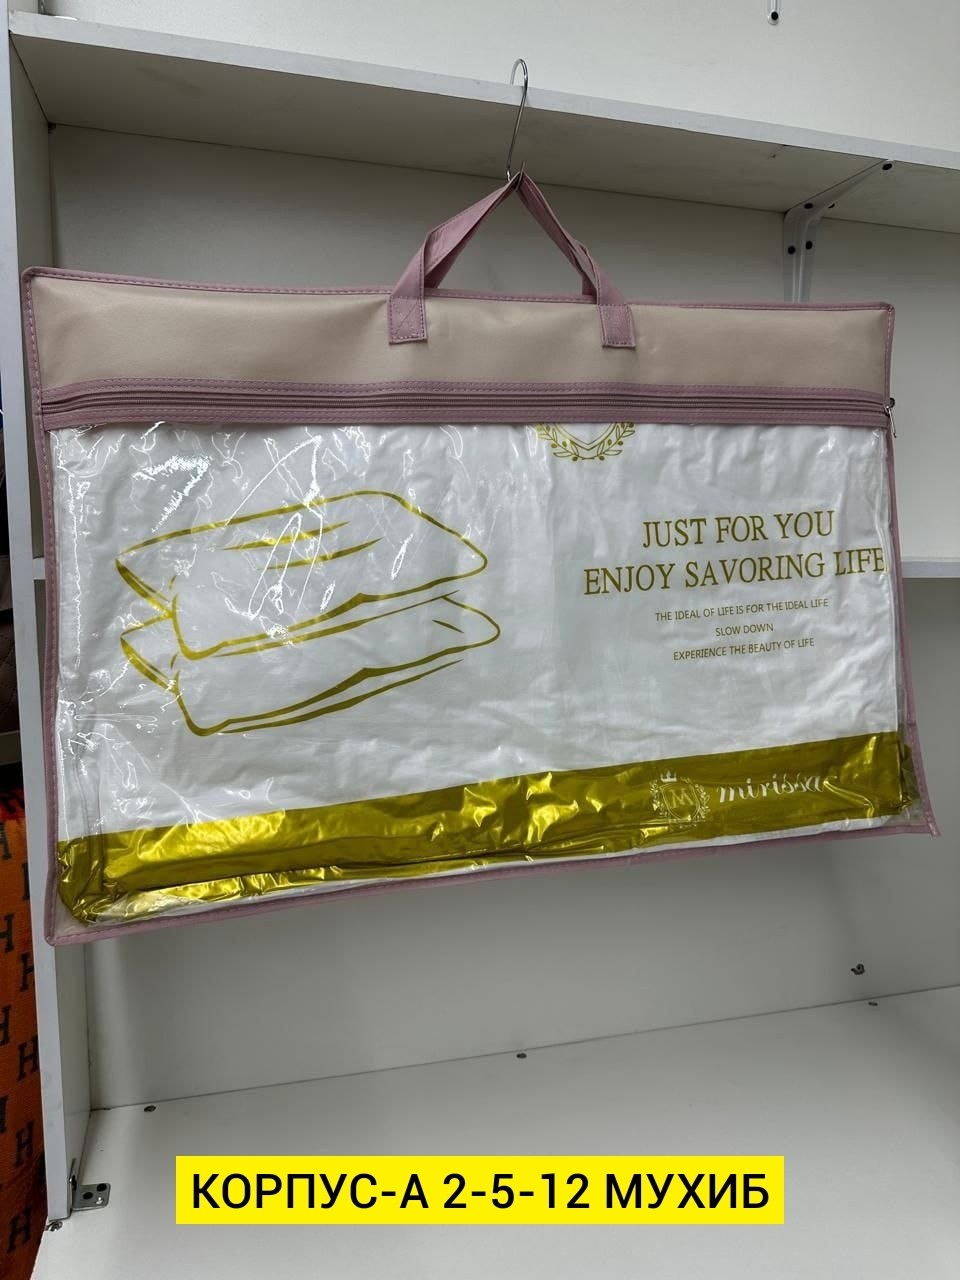 JUST FOR YOU
ENJOY SAVORING LIFE
THE IDEAL OF LIFE IS FOR THE IDEAL LIFE
SLOW DOWN
EXPERIENCE THE BEAUTY OF LIFE
M mirissa
КОРПУС-А 2-5-12 МУХИБ